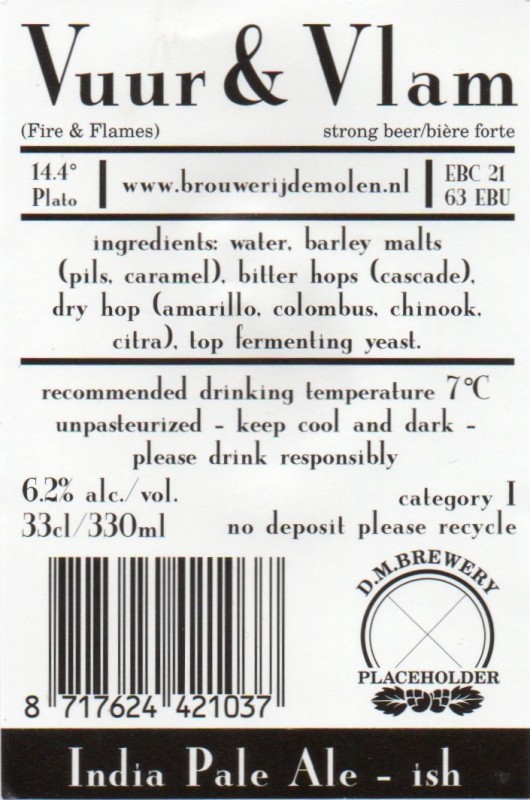 Vuur & Vlam
(Fire & Flames) strong beer/bière forte
14.4°
Plato
www.brouwerijdemolen.nl
EBC 21
63 EBU
ingredients: water, barley malts
(pils, caramel), bitter hops (cascade),
dry hop (amarillo, colombus, chinook,
citra), top fermenting yeast.
recommended drinking temperature 7°C
unpasteurized - keep cool and dark -
please drink responsibly
6.2% alc./vol.
33cl/330ml
category I
no deposit please recycle
D.M.BREWERY
PLACEHOLDER
8 717624 421037
India Pale Ale - ish